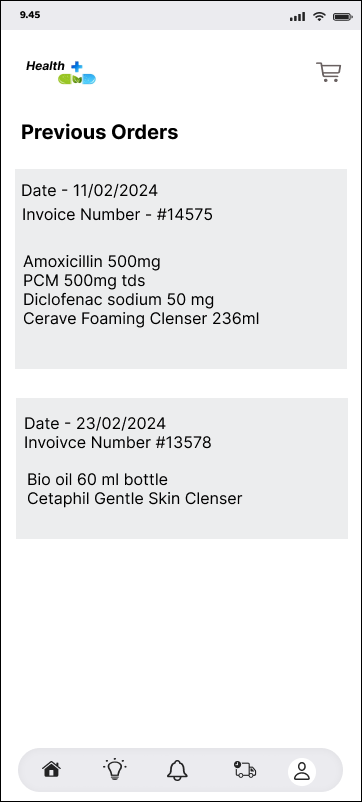 9.45
Health
Previous Orders
Date - 11/02/2024
Invoice Number - #14575
Amoxicillin 500mg
PCM 500mg tds
Diclofenac sodium 50 mg
Cerave Foaming Clenser 236ml
Date - 23/02/2024
Invoivce Number #13578
Bio oil 60 ml bottle
Cetaphil Gentle Skin Clenser